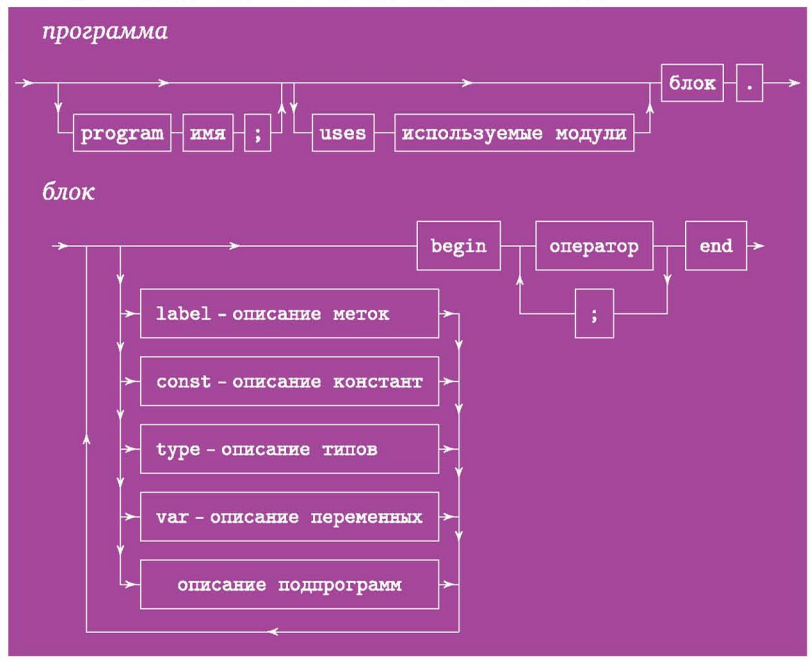 программа
блок .
program имя ; uses используемые модули
блок
begin оператор end
;
label – описание меток
const – описание констант
type – описание типов
var – описание переменных
описание подпрограмм